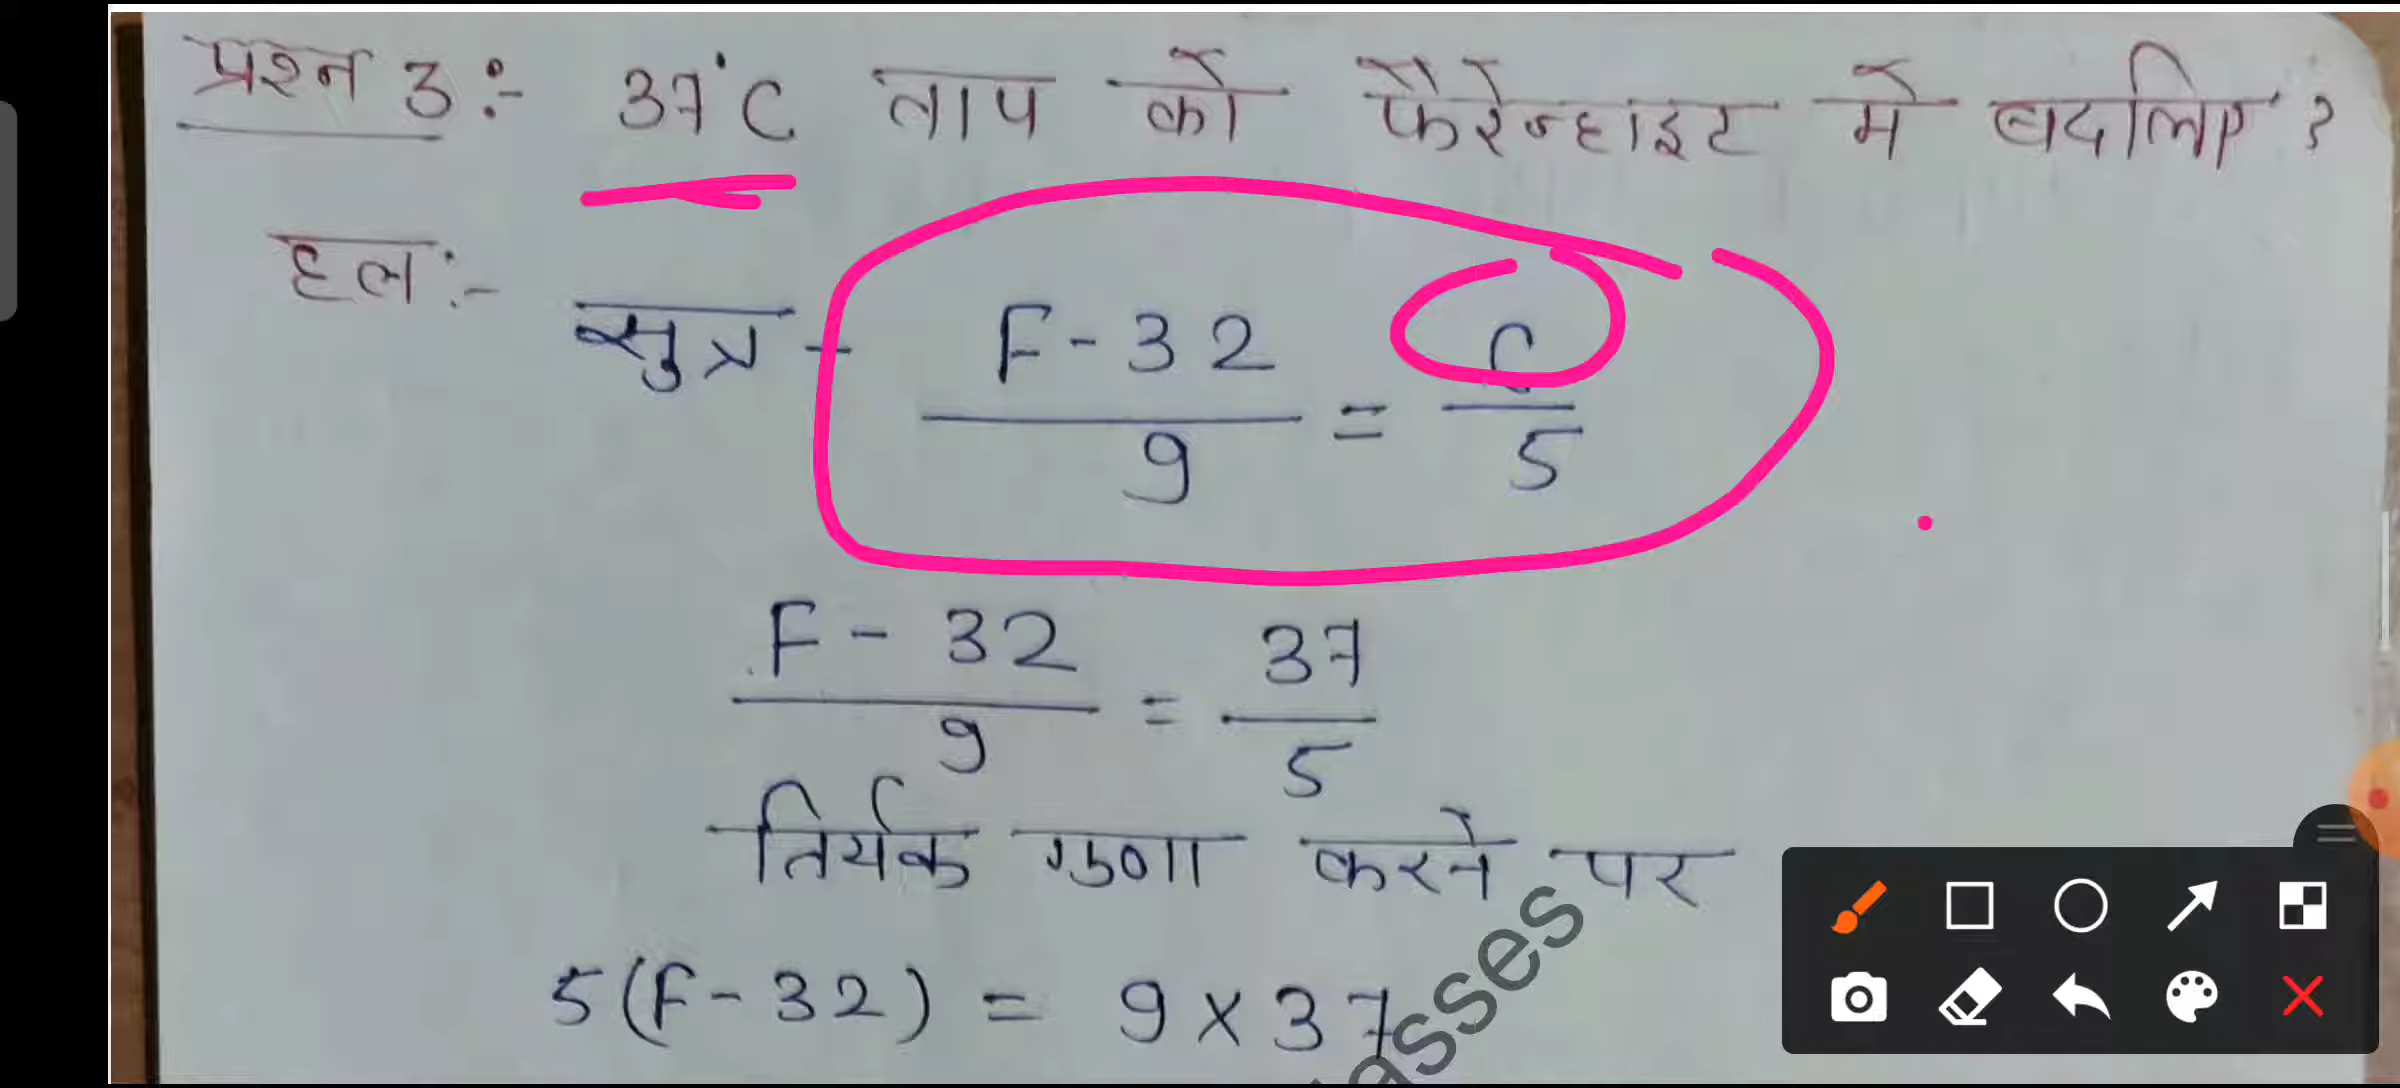 प्रश्न 3:- 37°C ताप को फैरेन्हाइट मे बदलिए ?
हल:-
सुत्र - F-32/9 = C/5
F - 32/9 = 37/5
तिर्यक गुणा करने पर
5(F-32) = 9 x 37
asses